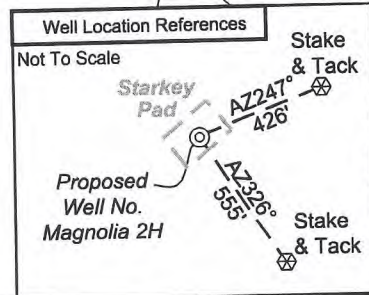 Well Location References
Not To Scale
Stake
& Tack
Starkey
Pad
AZ247°
426'
Proposed
Well No.
Magnolia 2H
AZ326°
555'
Stake
& Tack